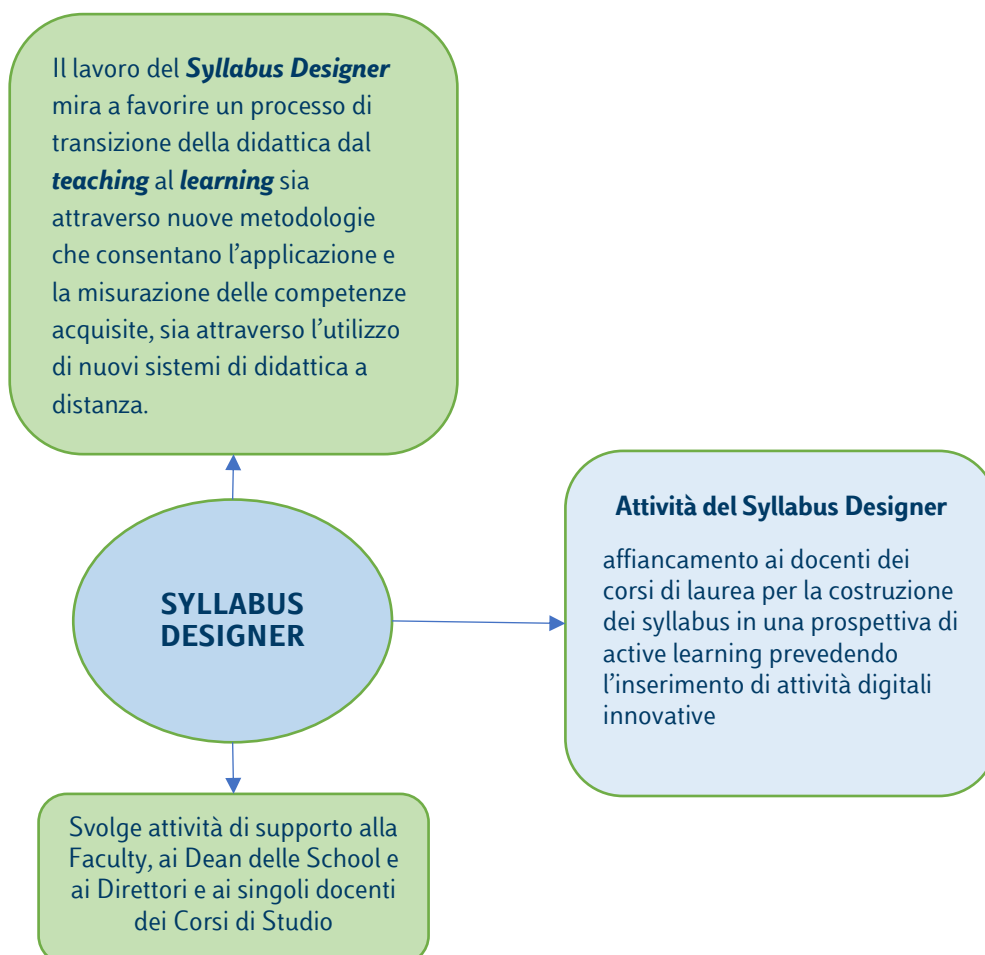 Il lavoro del Syllabus Designer
mira a favorire un processo di
transizione della didattica dal
teaching al learning sia
attraverso nuove metodologie
che consentano l’applicazione e
la misurazione delle competenze
acquisite, sia attraverso l’utilizzo
di nuovi sistemi di didattica a
distanza.
SYLLABUS
DESIGNER
Attività del Syllabus Designer
affiancamento ai docenti dei
corsi di laurea per la costruzione
dei syllabus in una prospettiva di
active learning prevedendo
l’inserimento di attività digitali
innovative
Svolge attività di supporto alla
Faculty, ai Dean delle School e
ai Direttori e ai singoli docenti
dei Corsi di Studio